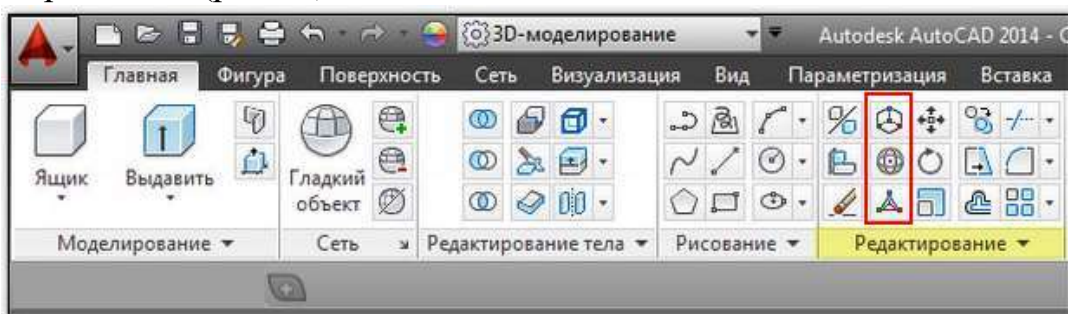 3D-моделирование Autodesk AutoCAD 2014 -
Главная Фигура Поверхность Сеть Визуализация Вид Параметризация Вставка
Ящик Выдавить Гладкий объект
Моделирование Сеть Редактирование тела Рисование Редактирование